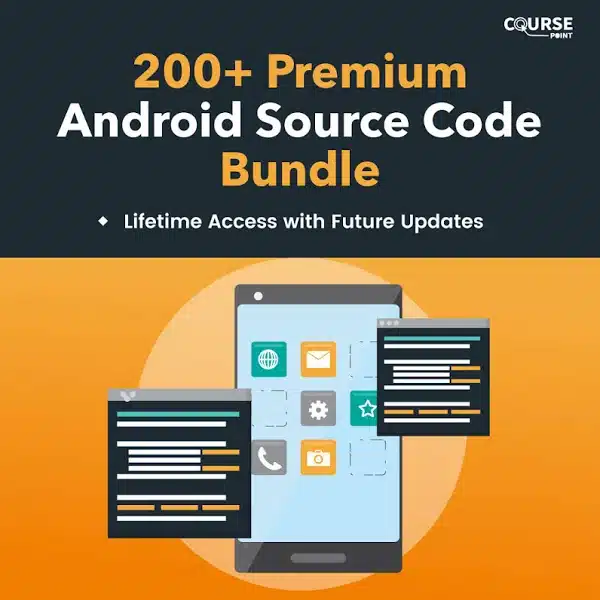 COURSE
POINT
200+ Premium
Android Source Code
Bundle
Lifetime Access with Future Updates